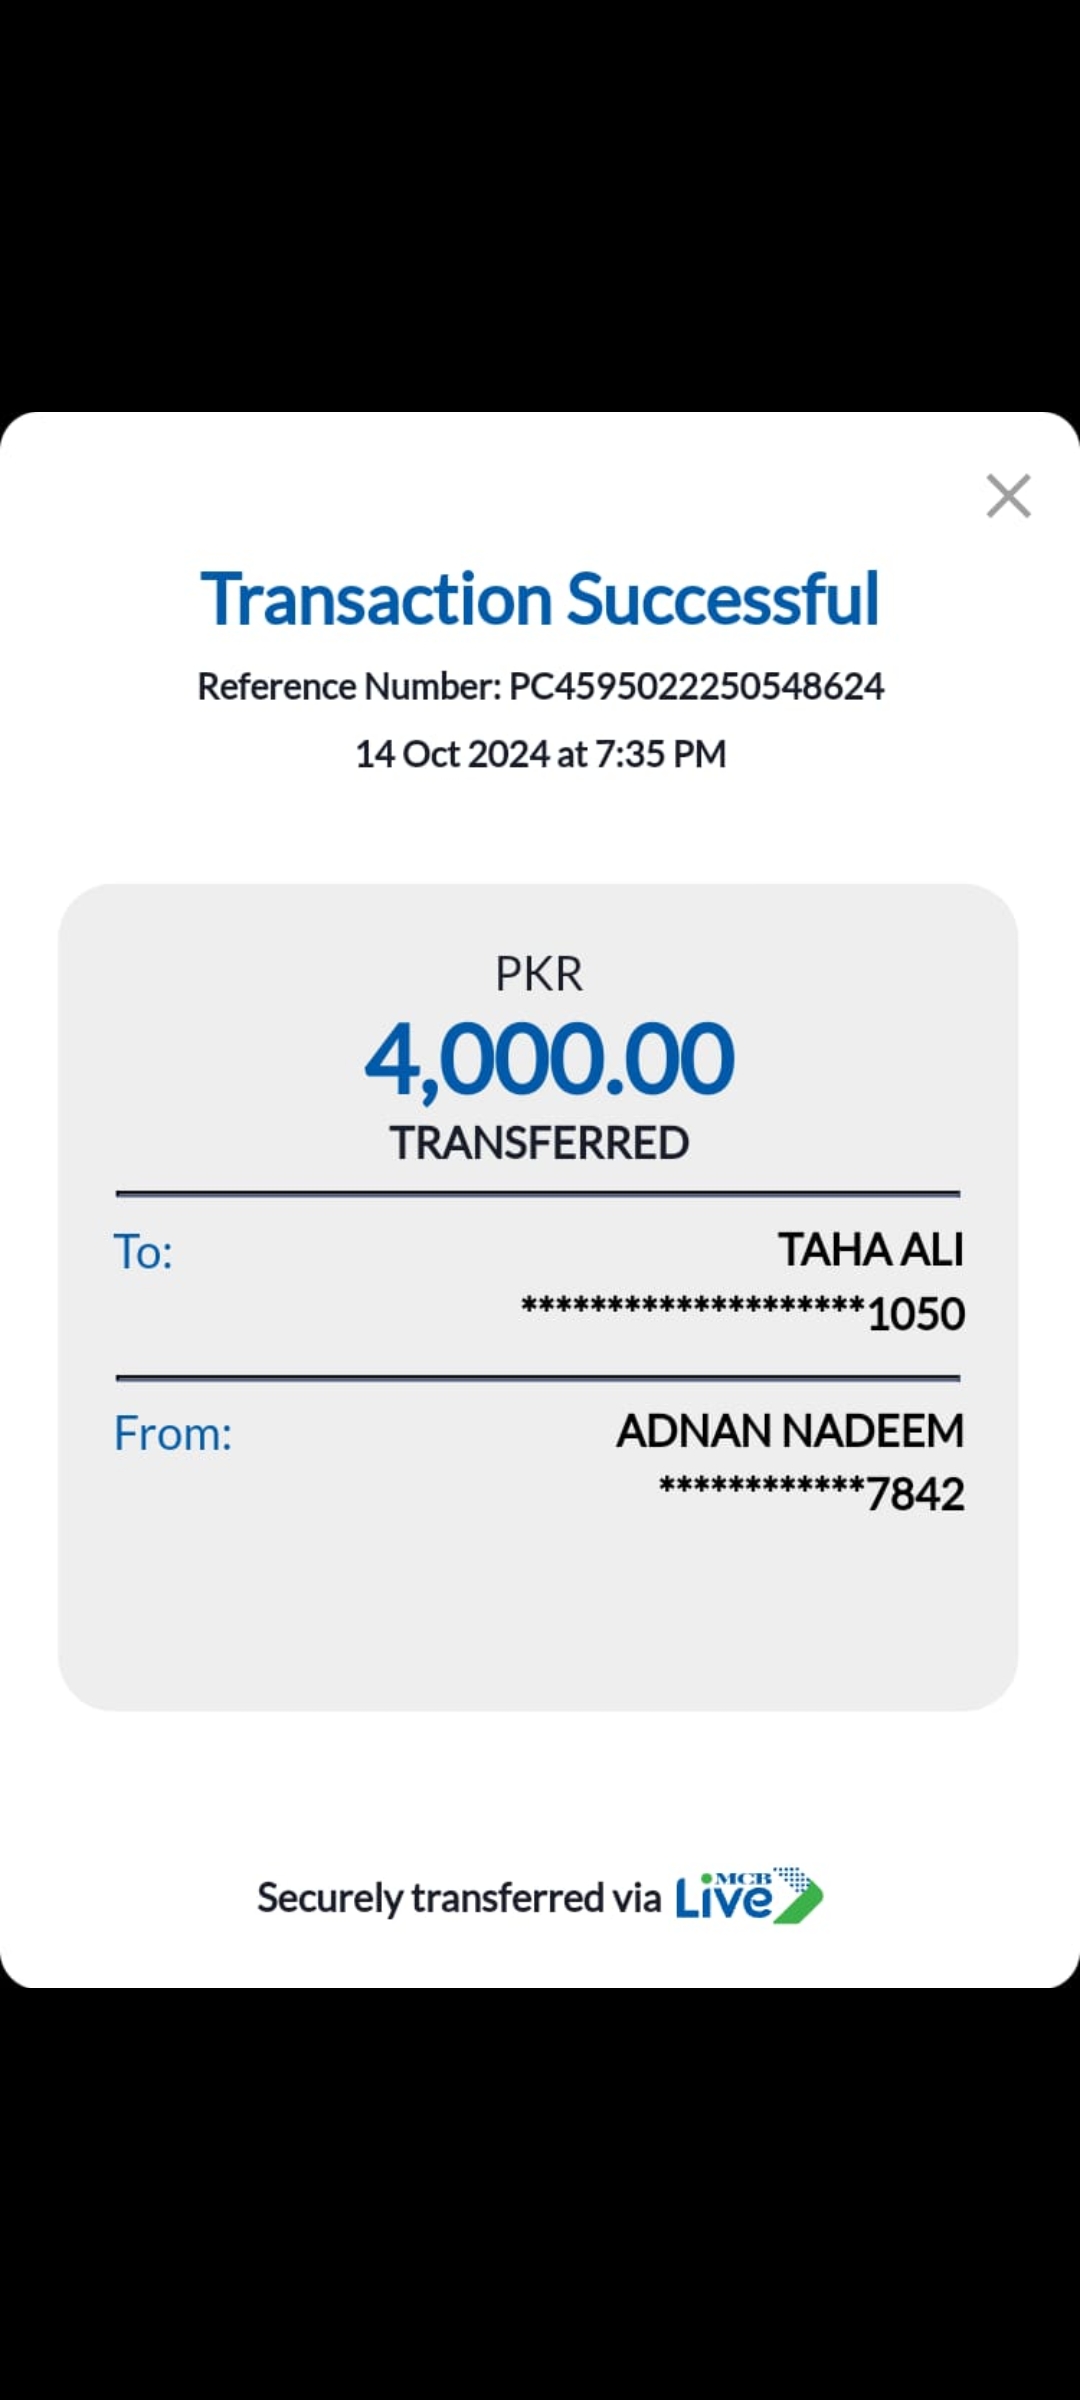 Transaction Successful
Reference Number: PC4595022250548624
14 Oct 2024 at 7:35 PM
PKR
4,000.00
TRANSFERRED
To:
TAHA ALI
********************1050
From:
ADNAN NADEEM
************7842
Securely transferred via MCB Live